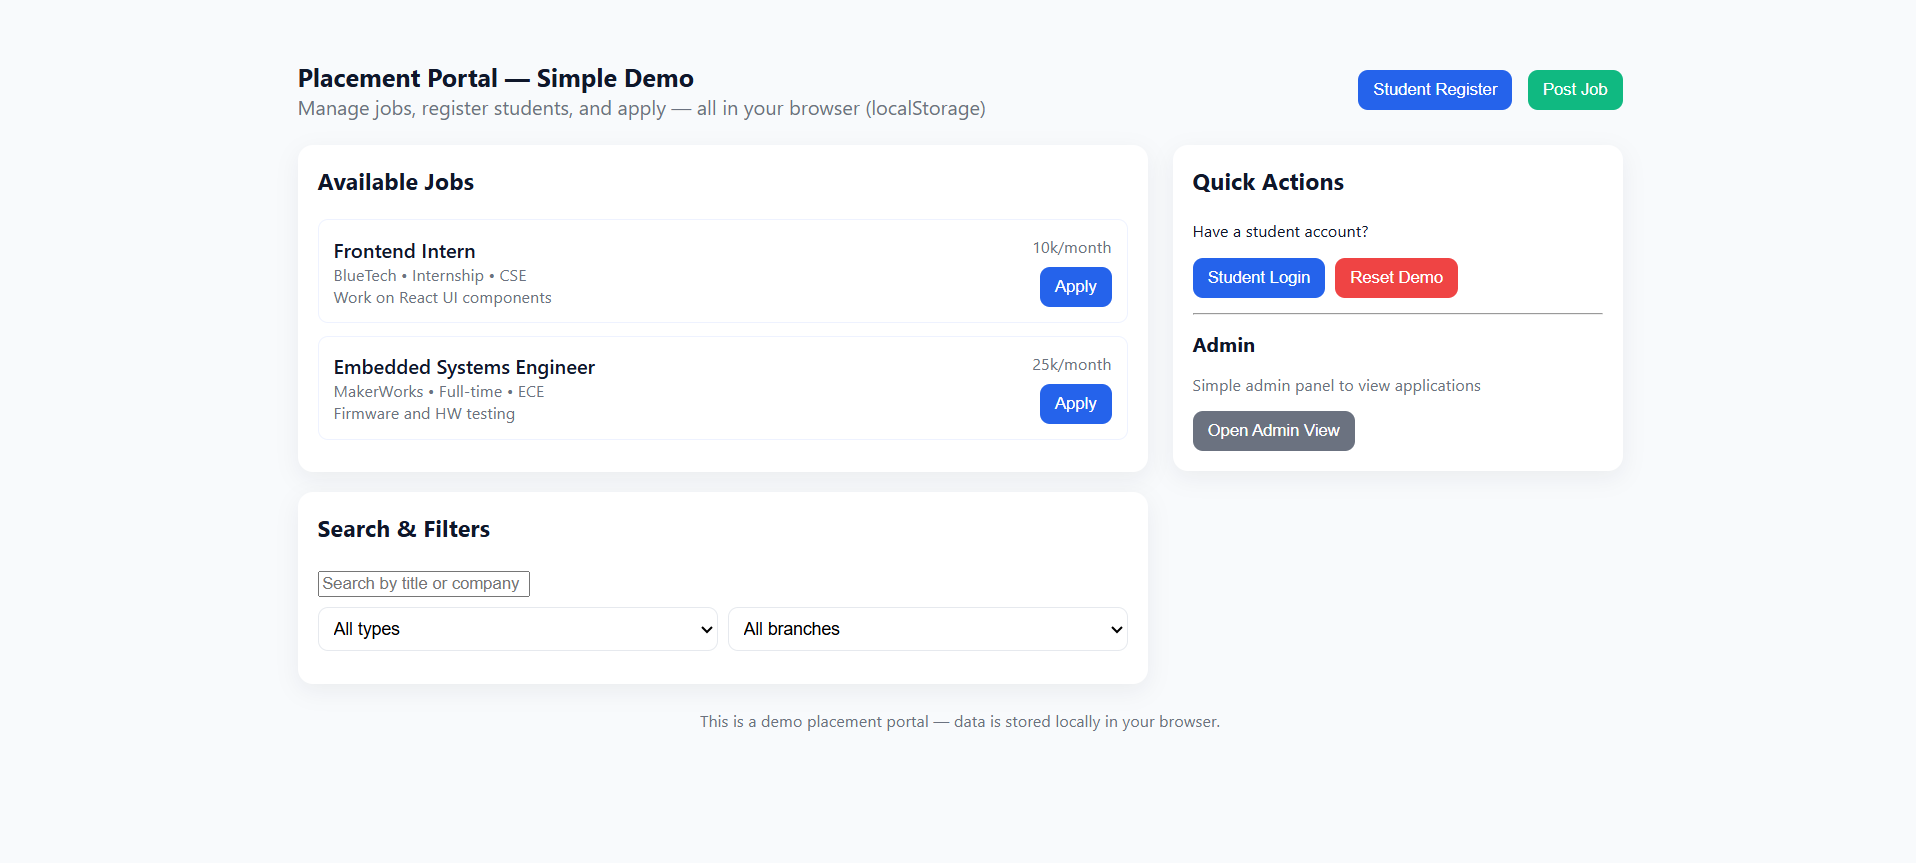 Placement Portal — Simple Demo
Manage jobs, register students, and apply — all in your browser (localStorage)
Student Register
Post Job
Available Jobs
Frontend Intern
BlueTech • Internship • CSE
Work on React UI components
10k/month
Apply
Embedded Systems Engineer
MakerWorks • Full-time • ECE
Firmware and HW testing
25k/month
Apply
Quick Actions
Have a student account?
Student Login
Reset Demo
Admin
Simple admin panel to view applications
Open Admin View
Search & Filters
Search by title or company
All types
All branches
This is a demo placement portal — data is stored locally in your browser.